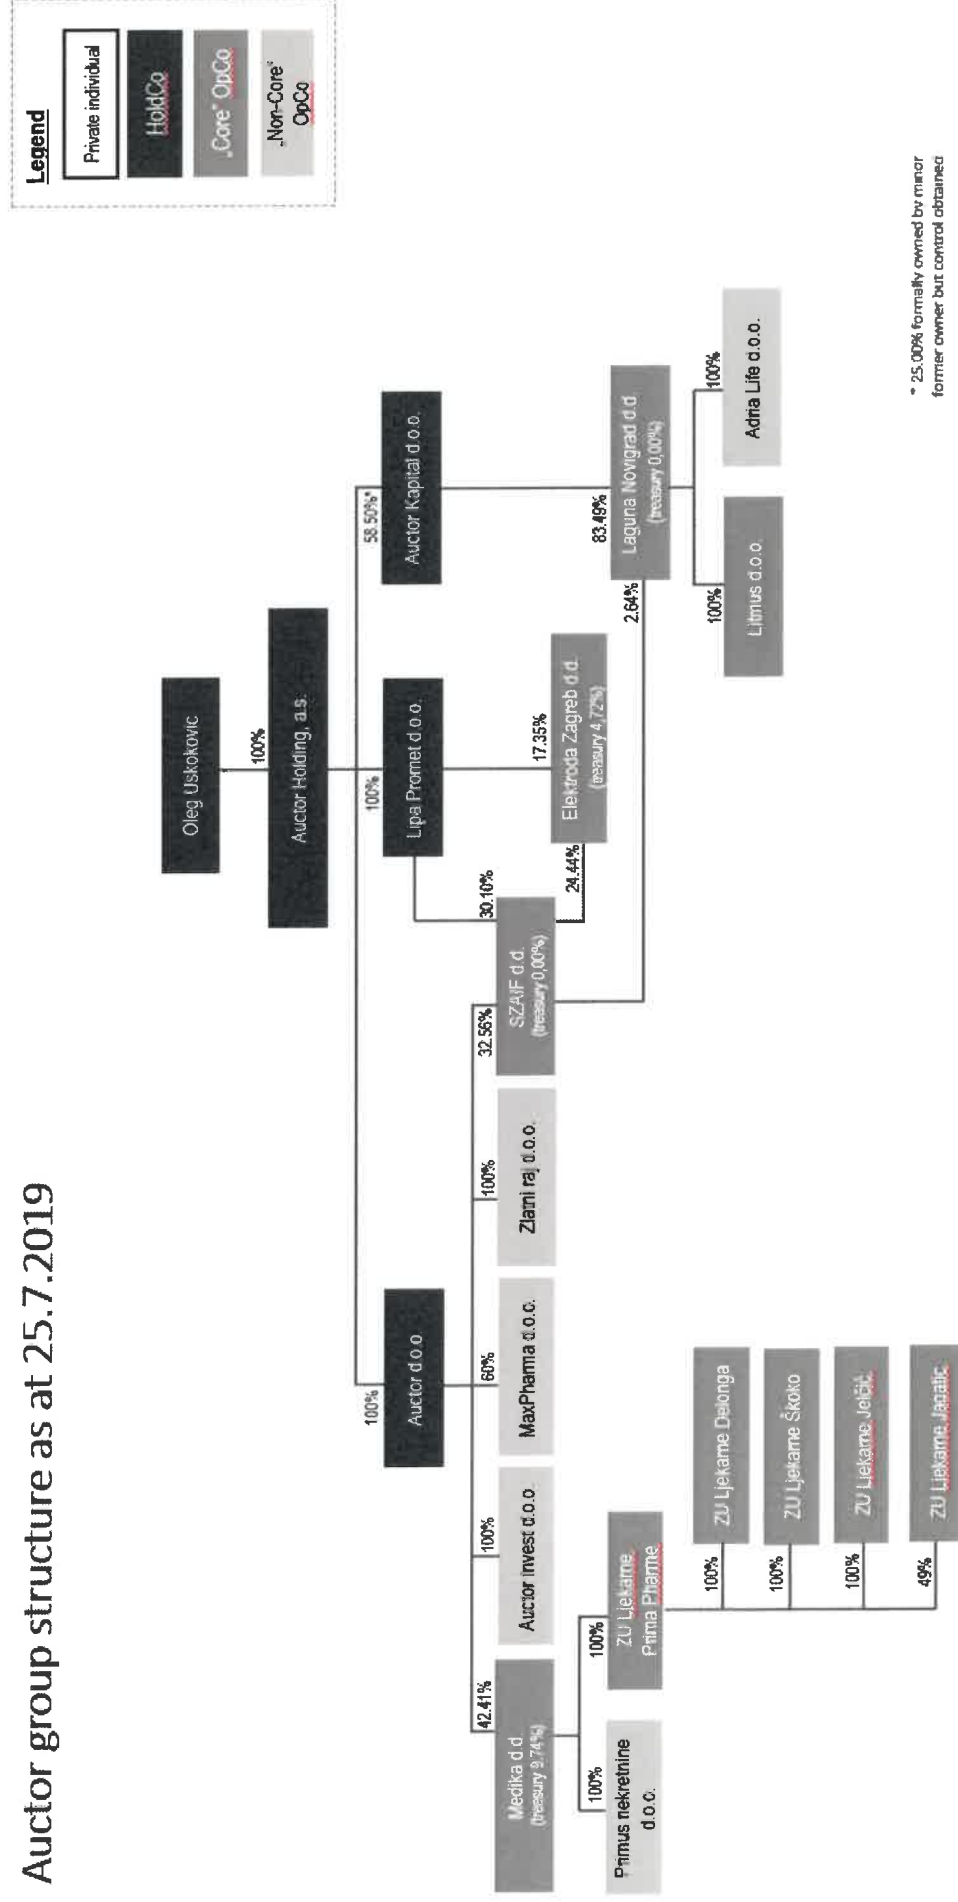 Auctor group structure as at 25.7.2019
Legend
Private individual
HoldCo
„Core“ OpCo
„Non-Core“
OpCo
Oleg Uskokovic
100%
Auctor Holding, a.s.
100%
100%
58.50%*
Auctor d.o.o
Lipa Promet d.o.o.
Auctor Kapital d.o.o.
42.41%
100%
60%
100%
32.56%
30.10%
17.35%
83.49%
Medika d.d.
(treasury 9.74%)
Auctor invest d.o.o.
MaxPharma d.o.o.
Zlatni raj d.o.o.
SZAIF d.d.
(treasury 0,00%)
24.44%
Elektroda Zagreb d.d.
(treasury 4,72%)
2.64%
Laguna Novigrad d.d.
(treasury 0,00%)
100%
100%
100%
100%
Primus nekretnine
d.o.o.
ZU Ljekarne
Prima Pharme
Litmus d.o.o.
Adria Life d.o.o.
100%
ZU Ljekarne Delonga
100%
ZU Ljekarne Škoko
100%
ZU Ljekarne Jelčić
49%
ZU Ljekarne Jagatić
* 25.00% formally owned by minor
former owner but control obtained